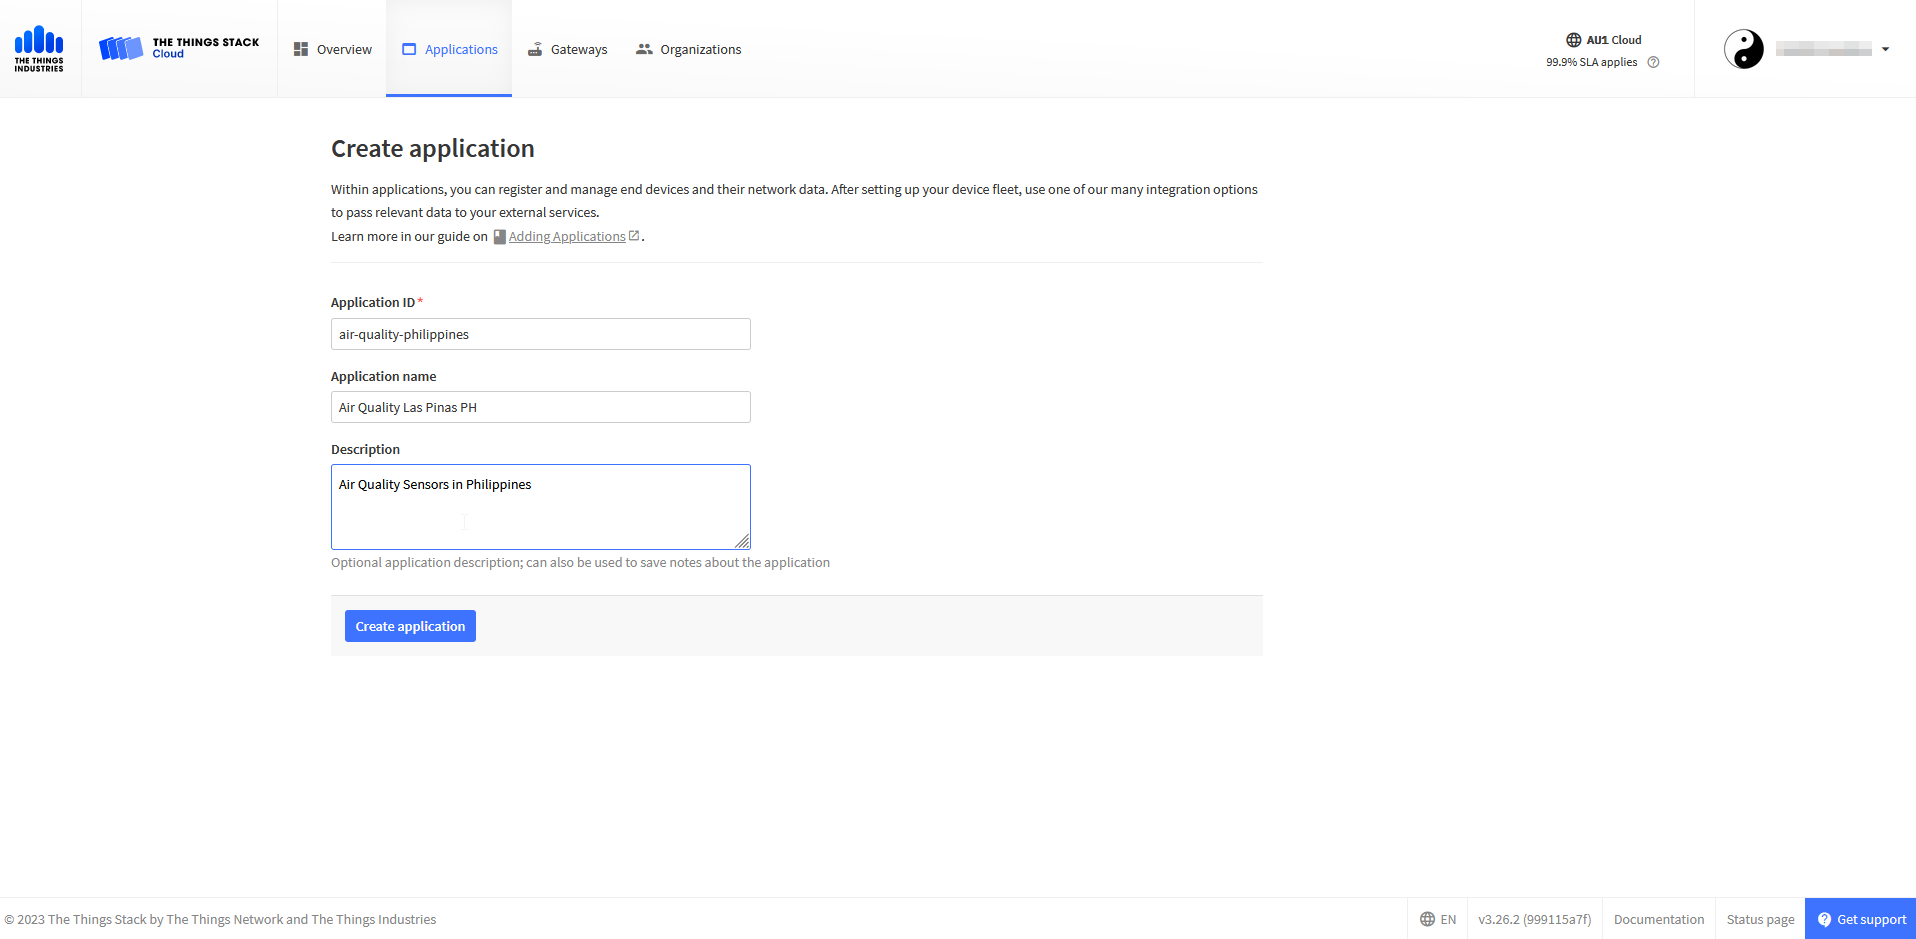 THE THINGS
INDUSTRIES
THE THINGS STACK
Cloud
Overview
Applications
Gateways
Organizations
AU1 Cloud
99.9% SLA applies
Create application
Within applications, you can register and manage end devices and their network data. After setting up your device fleet, use one of our many integration options
to pass relevant data to your external services.
Learn more in our guide on Adding Applications .
Application ID *
air-quality-philippines
Application name
Air Quality Las Pinas PH
Description
Air Quality Sensors in Philippines
Optional application description; can also be used to save notes about the application
Create application
© 2023 The Things Stack by The Things Network and The Things Industries
EN
v3.26.2 (999115a7f)
Documentation
Status page
Get support